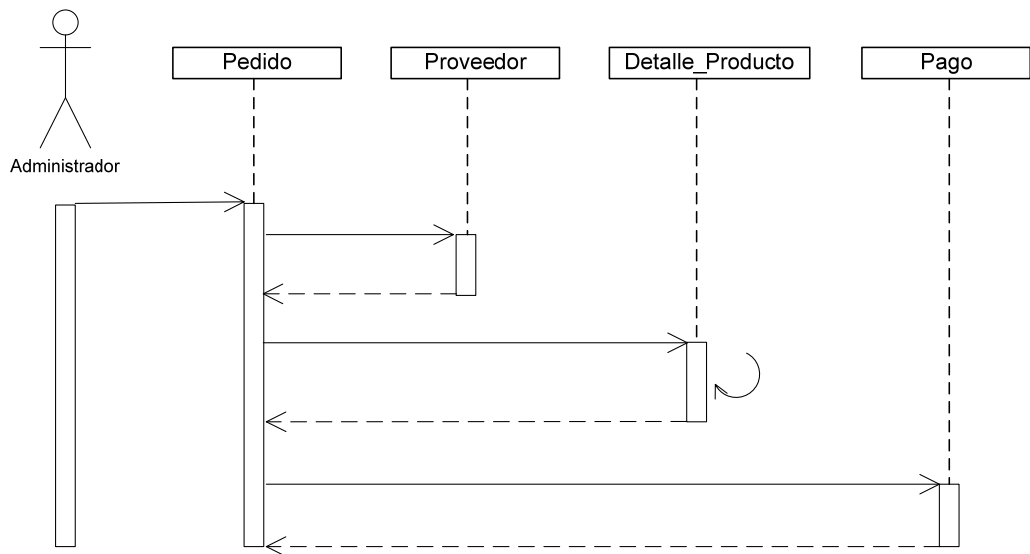 Pedido
Proveedor
Detalle_Producto
Pago
Administrador